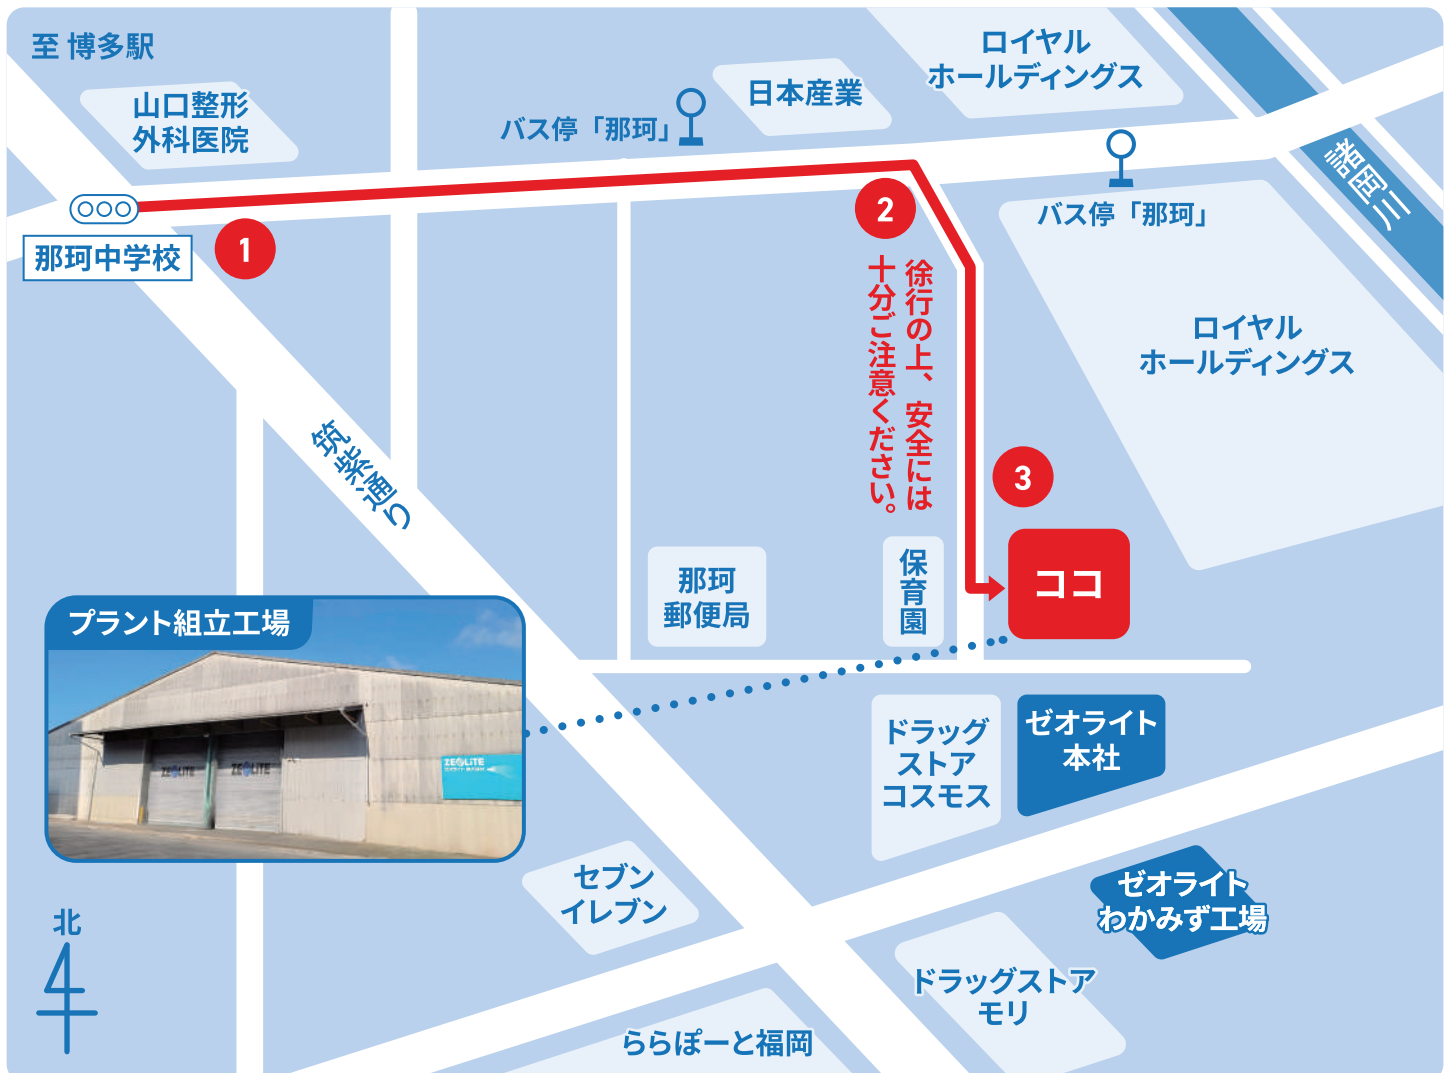 至 博多駅
山口整形
外科医院
バス停「那珂」
日本産業
ロイヤル
ホールディングス
諸岡川
バス停「那珂」
那珂中学校
1
2
徐行の上、安全には
十分ご注意ください。
ロイヤル
ホールディングス
筑紫通り
3
ココ
那珂
郵便局
保育園
プラント組立工場
ZEOLITE
ZEOLITE
ZEOLITE
ドラッグ
ストア
コスモス
ゼオライト
本社
セブン
イレブン
ゼオライト
わかみず工場
北
ドラッグストア
モリ
ららぽーと福岡